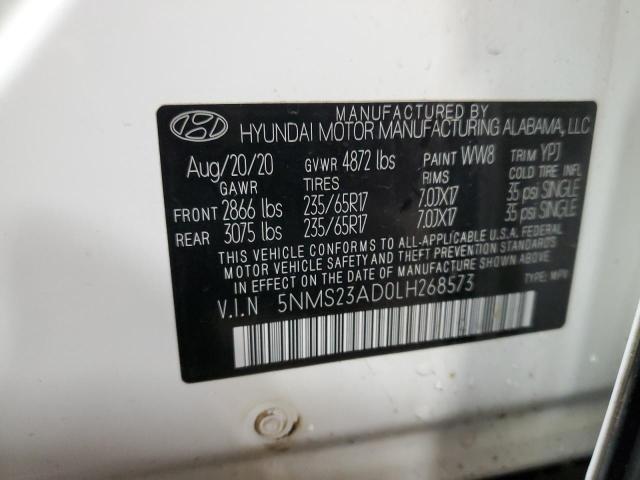 MANUFACTURED BY
HYUNDAI MOTOR MANUFACTURING ALABAMA, LLC
Aug/20/20 GVWR 4872 lbs PAINT WW8 TRIM YPJ
GAWR TIRES RIMS COLD TIRE INFL
FRONT 2866 lbs 235/65R17 7.0JX17 35 psi SINGLE
REAR 3075 lbs 235/65R17 7.0JX17 35 psi SINGLE
THIS VEHICLE CONFORMS TO ALL APPLICABLE U.S.A. FEDERAL
MOTOR VEHICLE SAFETY AND THEFT PREVENTION STANDARDS
IN EFFECT ON THE DATE OF MANUFACTURE SHOWN ABOVE.
V.I.N 5NMS23AD0LH268573 TYPE: MPV